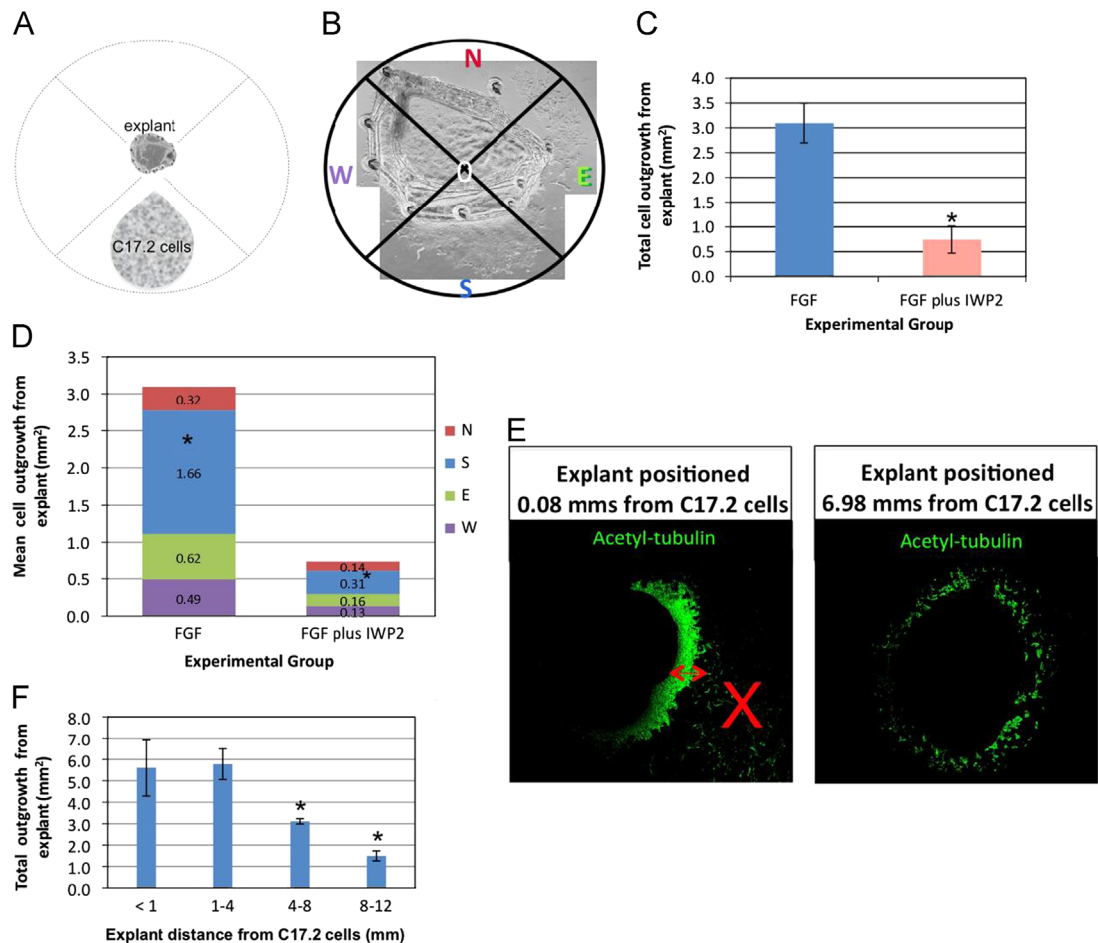 A
explant
C17.2 cells
B
N
W
E
S
C
Total cell outgrowth from
explant (mm²)
4.0
3.5
3.0
2.5
2.0
1.5
1.0
0.5
0.0
*
FGF
FGF plus IWP2
Experimental Group
D
Mean cell outgrowth from
explant (mm²)
3.5
3.0
2.5
2.0
1.5
1.0
0.5
0.0
0.32
*
1.66
0.62
0.49
0.14
*
0.31
0.16
0.13
FGF
FGF plus IWP2
Experimental Group
N
S
E
W
E
Explant positioned
0.08 mms from C17.2 cells
Acetyl-tubulin
X
Explant positioned
6.98 mms from C17.2 cells
Acetyl-tubulin
F
Total outgrowth from
explant (mm²)
8.0
7.0
6.0
5.0
4.0
3.0
2.0
1.0
0.0
*
*
< 1
1-4
4-8
8-12
Explant distance from C17.2 cells (mm)